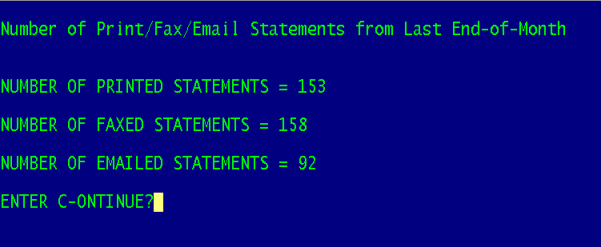 Number of Print/Fax/Email Statements from Last End-of-Month
NUMBER OF PRINTED STATEMENTS = 153
NUMBER OF FAXED STATEMENTS = 158
NUMBER OF EMAILED STATEMENTS = 92
ENTER C-ONTINUE?